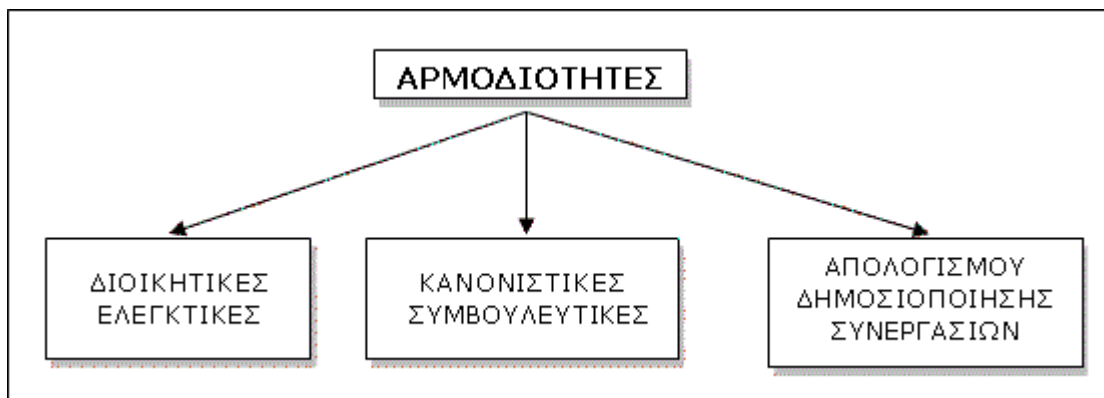 ΑΡΜΟΔΙΟΤΗΤΕΣ
ΔΙΟΙΚΗΤΙΚΕΣ
ΕΛΕΓΚΤΙΚΕΣ
ΚΑΝΟΝΙΣΤΙΚΕΣ
ΣΥΜΒΟΥΛΕΥΤΙΚΕΣ
ΑΠΟΛΟΓΙΣΜΟΥ
ΔΗΜΟΣΙΟΠΟΙΗΣΗΣ
ΣΥΝΕΡΓΑΣΙΩΝ